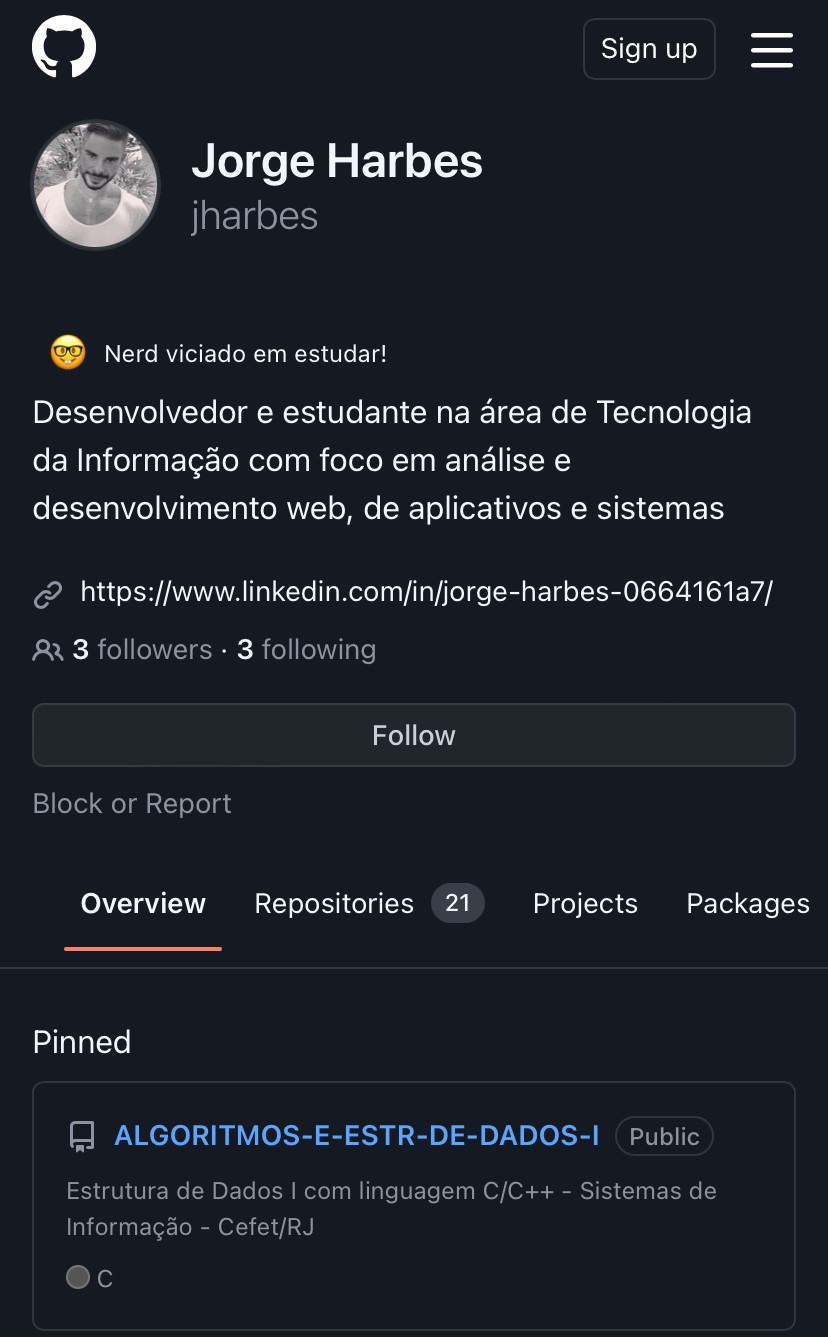 Sign up
Jorge Harbes
jharbes
Nerd viciado em estudar!
Desenvolvedor e estudante na área de Tecnologia
da Informação com foco em análise e
desenvolvimento web, de aplicativos e sistemas
https://www.linkedin.com/in/jorge-harbes-0664161a7/
3 followers · 3 following
Follow
Block or Report
Overview Repositories 21 Projects Packages
Pinned
ALGORITMOS-E-ESTR-DE-DADOS-I Public
Estrutura de Dados I com linguagem C/C++ - Sistemas de
Informação - Cefet/RJ
C